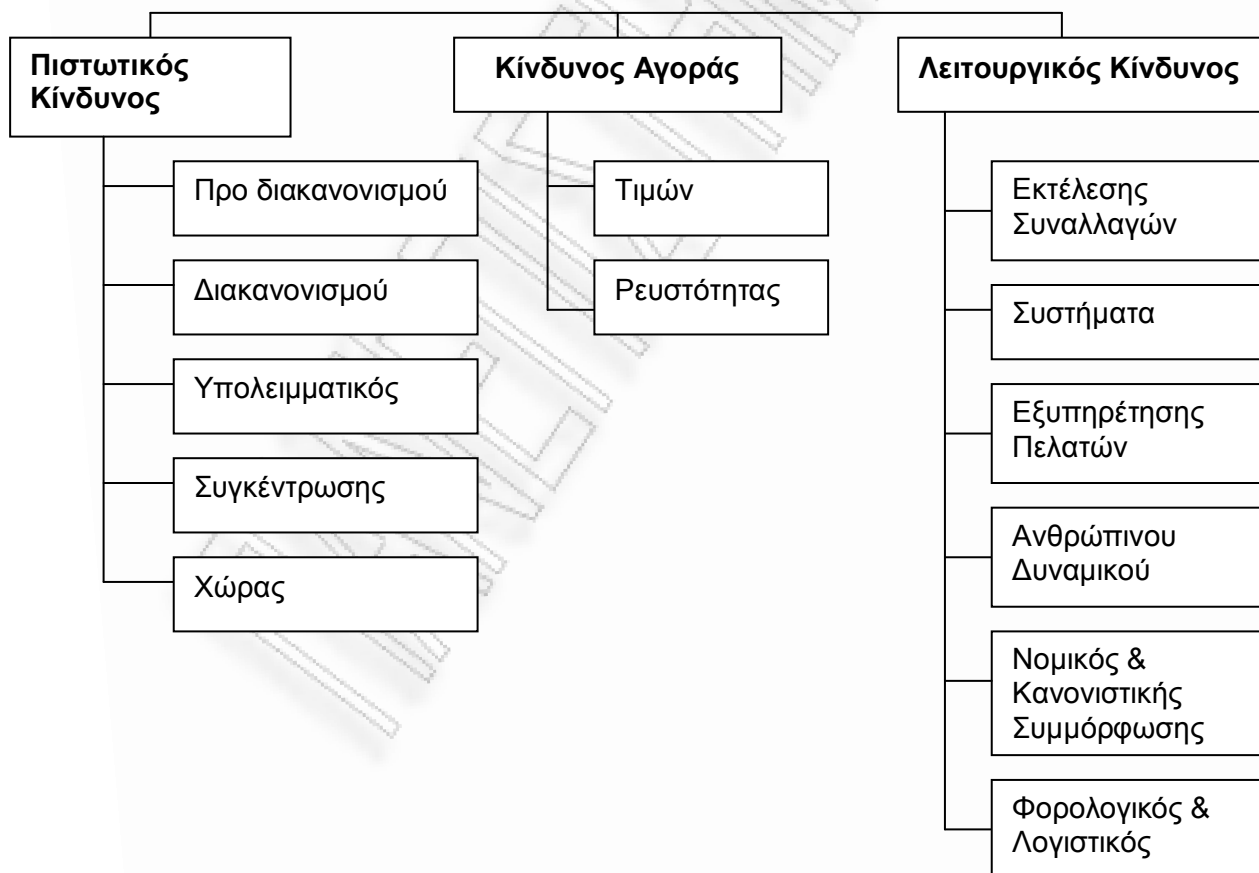 Πιστωτικός
Κίνδυνος
Προ διακανονισμού
Διακανονισμού
Υπολειμματικός
Συγκέντρωσης
Χώρας
Κίνδυνος Αγοράς
Τιμών
Ρευστότητας
Λειτουργικός Κίνδυνος
Εκτέλεσης
Συναλλαγών
Συστήματα
Εξυπηρέτησης
Πελατών
Ανθρώπινου
Δυναμικού
Νομικός &
Κανονιστικής
Συμμόρφωσης
Φορολογικός &
Λογιστικός